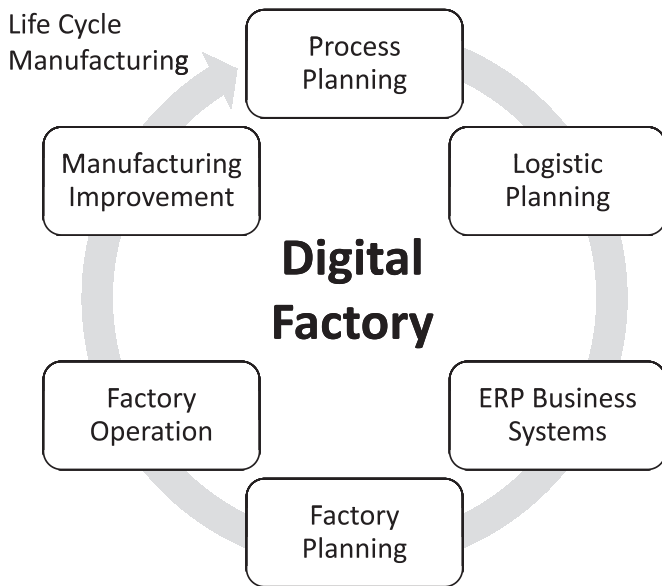 Life Cycle
Manufacturing
Process
Planning
Logistic
Planning
ERP Business
Systems
Factory
Planning
Factory
Operation
Manufacturing
Improvement
Digital
Factory